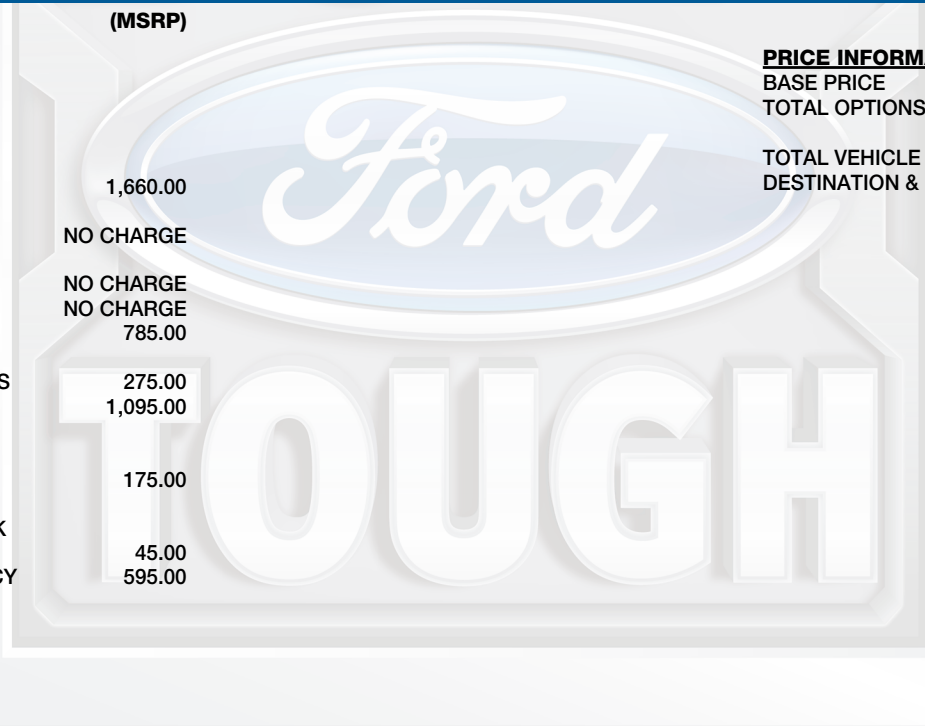 (MSRP)
PRICE INFORM
BASE PRICE
TOTAL OPTIONS
TOTAL VEHICLE
1,660.00
DESTINATION &
NO CHARGE
NO CHARGE
NO CHARGE
785.00
S 275.00
1,095.00
175.00
K
45.00
CY 595.00
Ford
TOUGH